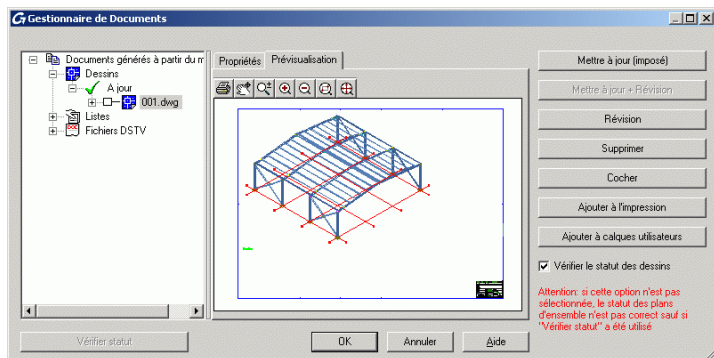 Gestionnaire de Documents
Documents générés à partir du m
Dessins
A jour
001.dwg
Listes
Fichiers DSTV
Propriétés
Prévisualisation
Mettre à jour (imposé)
Mettre à jour + Révision
Révision
Supprimer
Cocher
Ajouter à l'impression
Ajouter à calques utilisateurs
Vérifier le statut des dessins
Attention: si cette option n'est pas
sélectionnée, le statut des plans
d'ensemble n'est pas correct sauf si
"Vérifier statut" a été utilisé
Vérifier statut
OK
Annuler
Aide